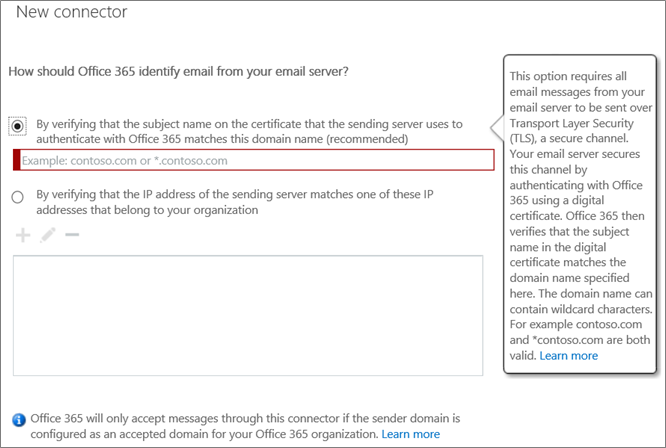 New connector
How should Office 365 identify email from your email server?
By verifying that the subject name on the certificate that the sending server uses to
authenticate with Office 365 matches this domain name (recommended)
Example: contoso.com or *.contoso.com
By verifying that the IP address of the sending server matches one of these IP
addresses that belong to your organization
Office 365 will only accept messages through this connector if the sender domain is
configured as an accepted domain for your Office 365 organization. Learn more
This option requires all
email messages from your
email server to be sent over
Transport Layer Security
(TLS), a secure channel.
Your email server secures
this channel by
authenticating with Office
365 using a digital
certificate. Office 365 then
verifies that the subject
name in the digital
certificate matches the
domain name specified
here. The domain name can
contain wildcard characters.
For example contoso.com
and *contoso.com are both
valid. Learn more